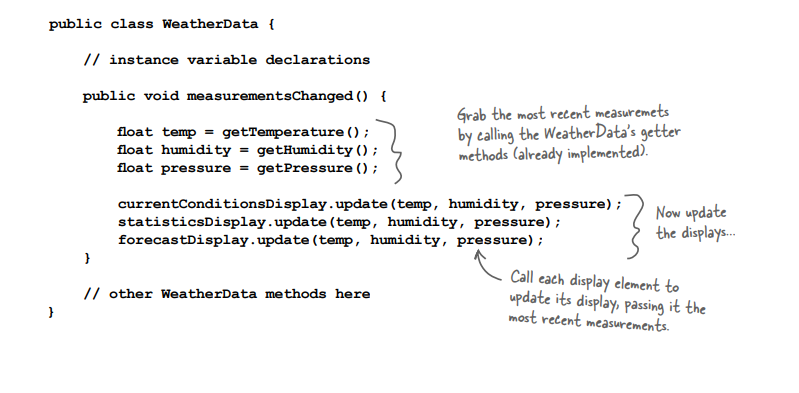 public class WeatherData {
// instance variable declarations
public void measurementsChanged() {
float temp = getTemperature();
float humidity = getHumidity();
float pressure = getPressure();
Grab the most recent measuremets
by calling the WeatherData's getter
methods (already implemented).
currentConditionsDisplay.update(temp, humidity, pressure);
statisticsDisplay.update(temp, humidity, pressure);
forecastDisplay.update(temp, humidity, pressure);
Now update
the displays...
}
Call each display element to
update its display, passing it the
most recent measurements.
// other WeatherData methods here
}